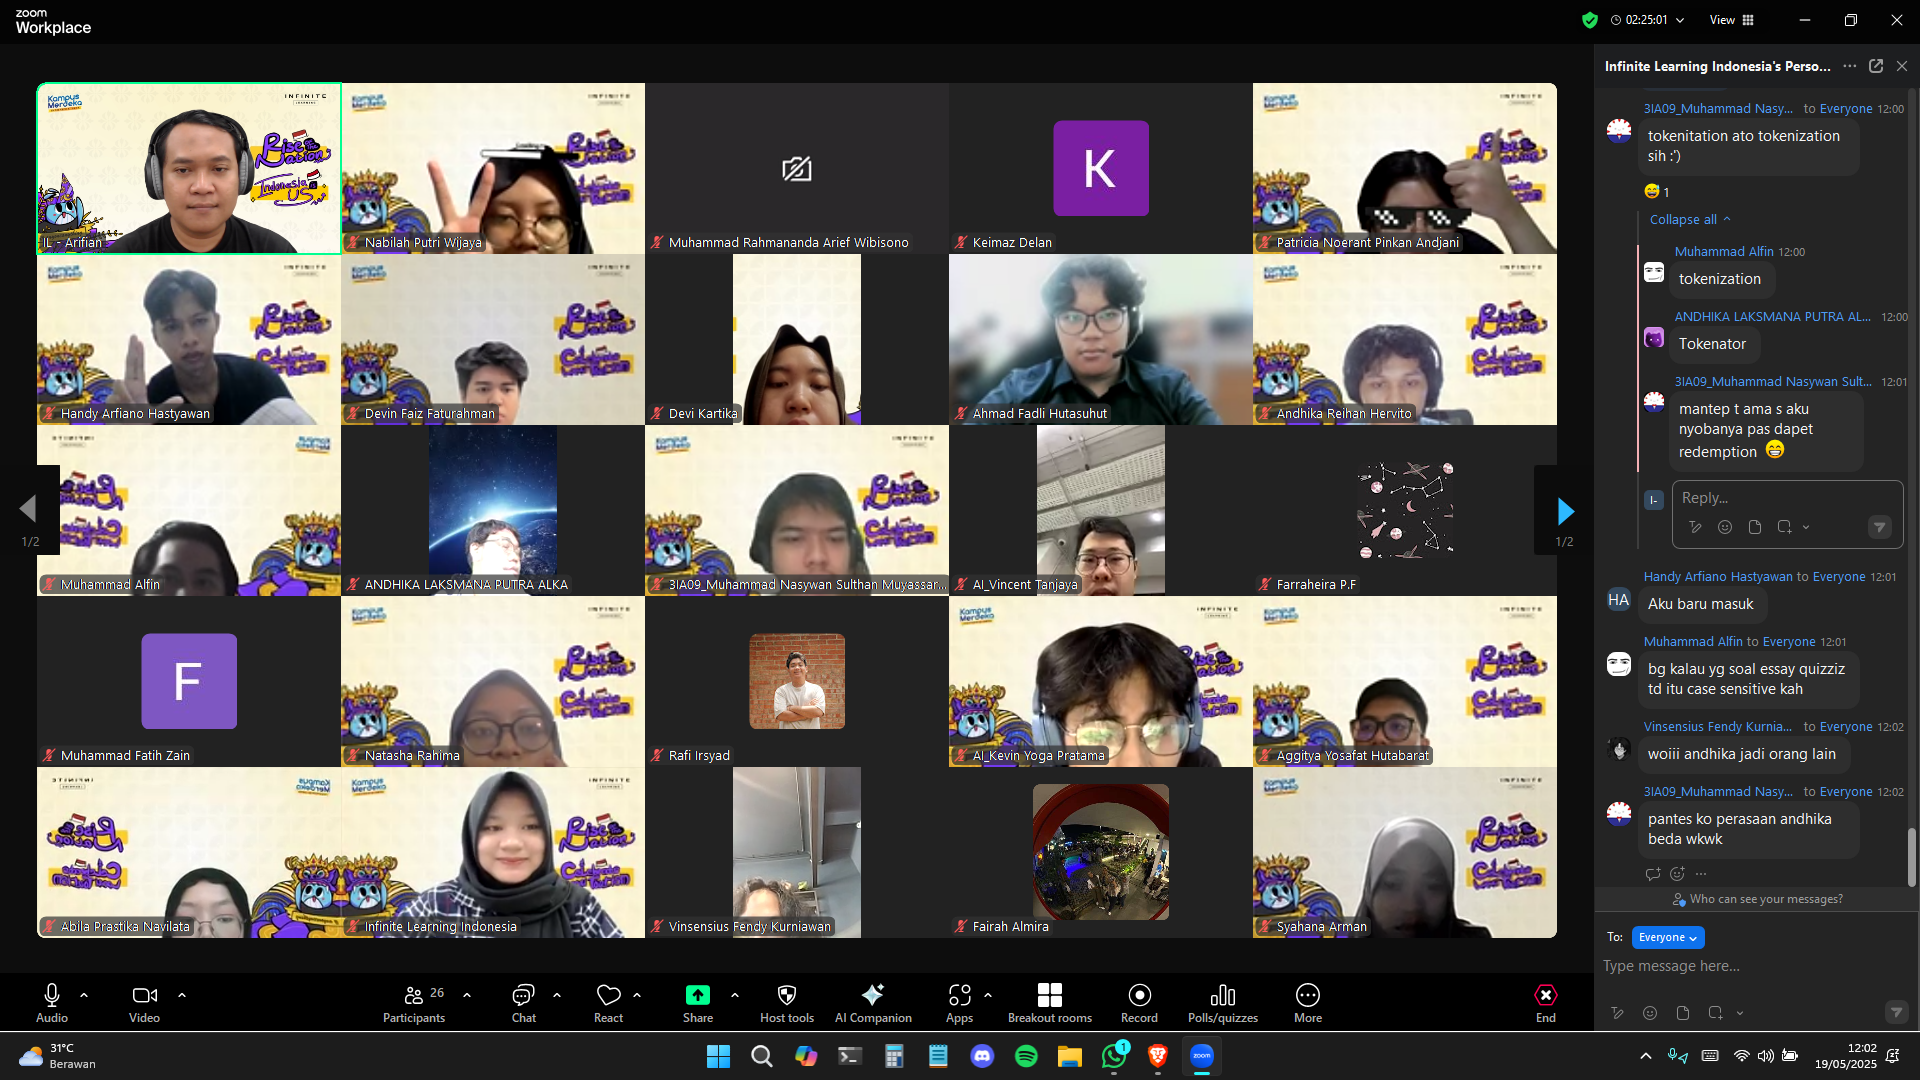 zoom
Workplace
02:25:01
View
Kampus
Merdeka
INFINITE
LEARNING
Rise
Nation
Indonesia
US
IL - Arifian
Nabilah Putri Wijaya
Muhammad Rahmananda Arief Wibisono
K
Keimaz Delan
Patricia Noerant Pinkan Andjani
Handy Arfiano Hastyawan
Devin Faiz Faturahman
Devi Kartika
Ahmad Fadli Hutasuhut
Andhika Reihan Hervito
Muhammad Alfin
ANDHIKA LAKSMANA PUTRA ALKA
3IA09_Muhammad Nasywan Sulthan Muyassar...
AI_Vincent Tanjaya
Farraheira P.F
1/2
1/2
F
Muhammad Fatih Zain
Natasha Rahima
Rafi Irsyad
AI_Kevin Yoga Pratama
Aggitya Yosafat Hutabarat
Abila Prastika Navilata
Infinite Learning Indonesia
Vinsensius Fendy Kurniawan
Fairah Almira
Syahana Arman
Infinite Learning Indonesia's Perso...
3IA09_Muhammad Nasy... to Everyone 12:00
tokenitation ato tokenization
sih :')
1
Collapse all
Muhammad Alfin 12:00
tokenization
ANDHIKA LAKSMANA PUTRA AL... 12:00
Tokenator
3IA09_Muhammad Nasywan Sult... 12:01
mantep t ama s aku
nyobanya pas dapet
redemption
I-
Reply...
Handy Arfiano Hastyawan to Everyone 12:01
HA
Aku baru masuk
Muhammad Alfin to Everyone 12:01
bg kalau yg soal essay quizziz
td itu case sensitive kah
Vinsensius Fendy Kurnia... to Everyone 12:02
woiii andhika jadi orang lain
3IA09_Muhammad Nasy... to Everyone 12:02
pantes ko perasaan andhika
beda wkwk
Who can see your messages?
To: Everyone
Type message here...
Audio
Video
Participants
26
Chat
React
Share
Host tools
AI Companion
Apps
Breakout rooms
Record
Polls/quizzes
More
End
31°C
Berawan
1
zoom
12:02
19/05/2025